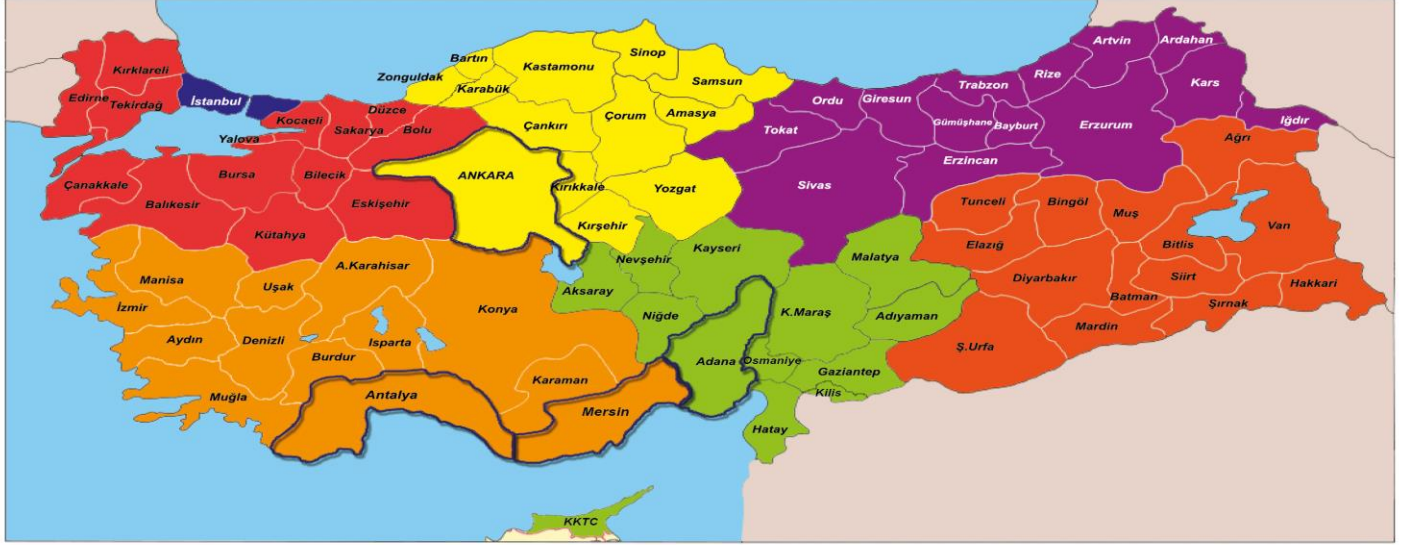 Kırklareli
Edirne
Tekirdağ
İstanbul
Kocaeli
Yalova
Sakarya
Düzce
Bolu
Çanakkale
Balıkesir
Bursa
Bilecik
Kütahya
Eskişehir
Zonguldak
Bartın
Karabük
Kastamonu
Sinop
Samsun
Çankırı
Çorum
Amasya
ANKARA
Kırıkkale
Yozgat
Kırşehir
Tokat
Ordu
Giresun
Sivas
Trabzon
Gümüşhane
Bayburt
Rize
Artvin
Ardahan
Kars
Erzurum
Erzincan
Iğdır
Ağrı
Tunceli
Bingöl
Muş
Van
Elazığ
Diyarbakır
Bitlis
Siirt
Batman
Şırnak
Hakkari
Mardin
Ş.Urfa
Kayseri
Nevşehir
Aksaray
Niğde
Malatya
K.Maraş
Adıyaman
Adana
Osmaniye
Gaziantep
Kilis
Hatay
Manisa
İzmir
Uşak
A.Karahisar
Konya
Aydın
Denizli
Burdur
Isparta
Karaman
Muğla
Antalya
Mersin
KKTC